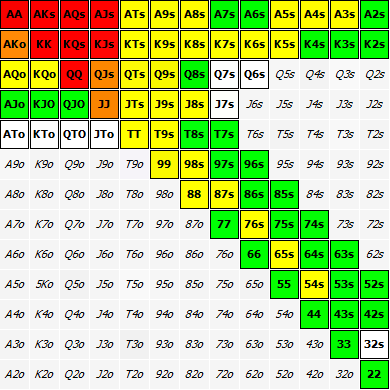 AA AKs AQs AJs ATs A9s A8s A7s A6s A5s A4s A3s A2s
AKo KK KQs KJs KTs K9s K8s K7s K6s K5s K4s K3s K2s
AQo KQo QQ QJs QTs Q9s Q8s Q7s Q6s Q5s Q4s Q3s Q2s
AJo KJO QJO JJ JTs J9s J8s J7s J6s J5s J4s J3s J2s
ATo KTo QTO JTo TT T9s T8s T7s T6s T5s T4s T3s T2s
A9o K9o Q9o J9o T9o 99 98s 97s 96s 95s 94s 93s 92s
A8o K8o Q8o J8o T8o 98o 88 87s 86s 85s 84s 83s 82s
A7o K7o Q7o J7o T7o 97o 87o 77 76s 75s 74s 73s 72s
A6o K6o Q6o J6o T6o 96o 86o 76o 66 65s 64s 63s 62s
A5o 5Ko Q5o J5o T5o 95o 85o 75o 65o 55 54s 53s 52s
A4o K4o Q4o J4o T4o 94o 84o 74o 64o 54o 44 43s 42s
A3o K3o Q3o J3o T3o 93o 83o 73o 63o 53o 43o 33 32s
A2o K2o Q2o J2o T2o 92o 82o 72o 62o 52o 42o 32o 22